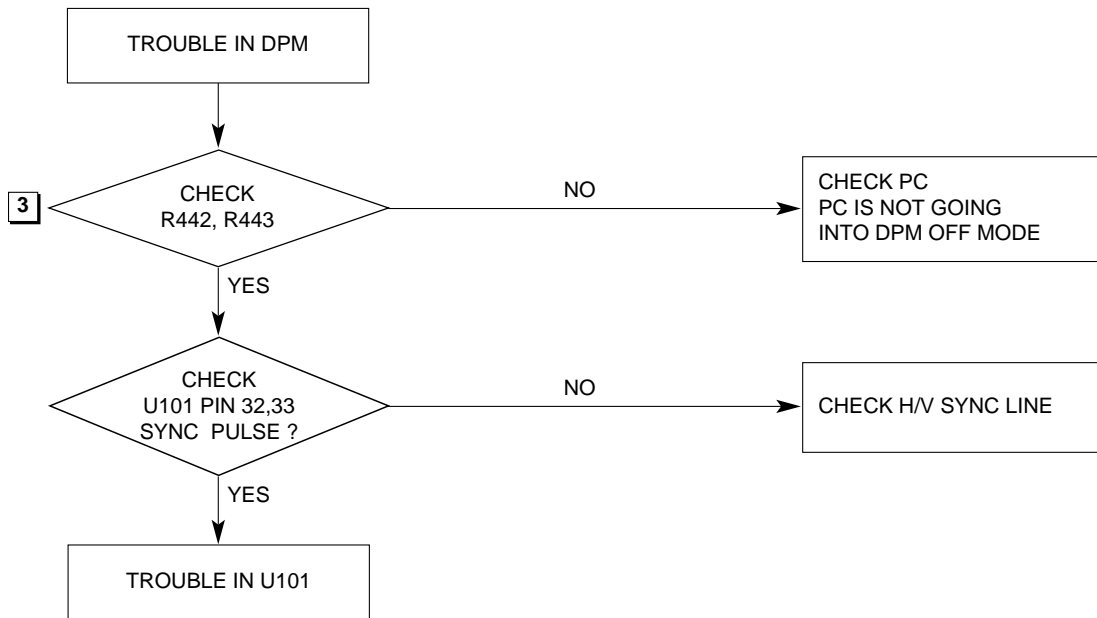 TROUBLE IN DPM
3
CHECK
R442, R443
NO
CHECK PC
PC IS NOT GOING
INTO DPM OFF MODE
YES
CHECK
U101 PIN 32,33
SYNC PULSE ?
NO
CHECK H/V SYNC LINE
YES
TROUBLE IN U101